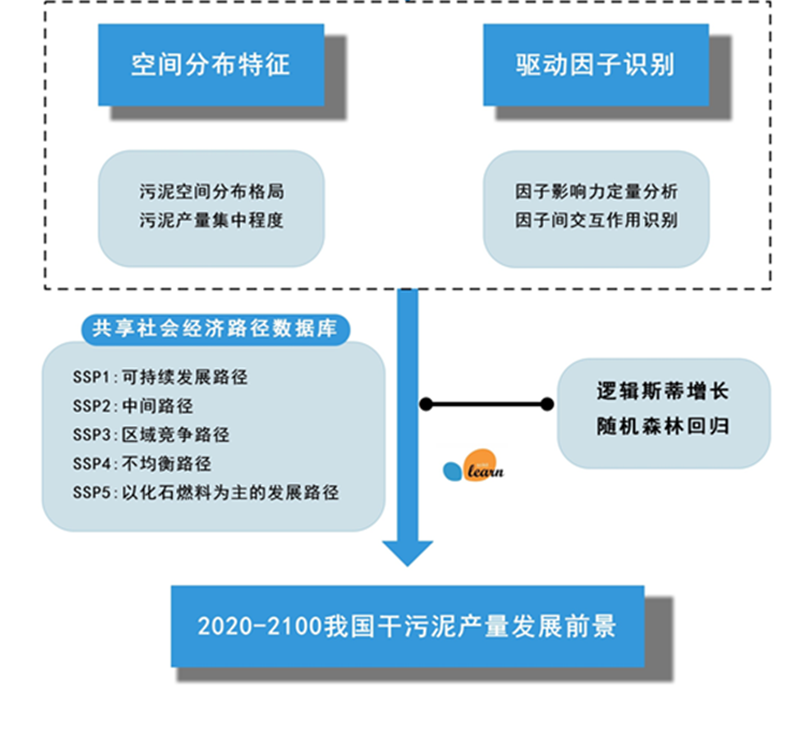 空间分布特征
驱动因子识别
污泥空间分布格局
污泥产量集中程度
因子影响力定量分析
因子间交互作用识别
共享社会经济路径数据库
SSP1:可持续发展路径
SSP2:中间路径
SSP3:区域竞争路径
SSP4:不均衡路径
SSP5:以化石燃料为主的发展路径
逻辑斯蒂增长
随机森林回归
learn
2020-2100我国干污泥产量发展前景